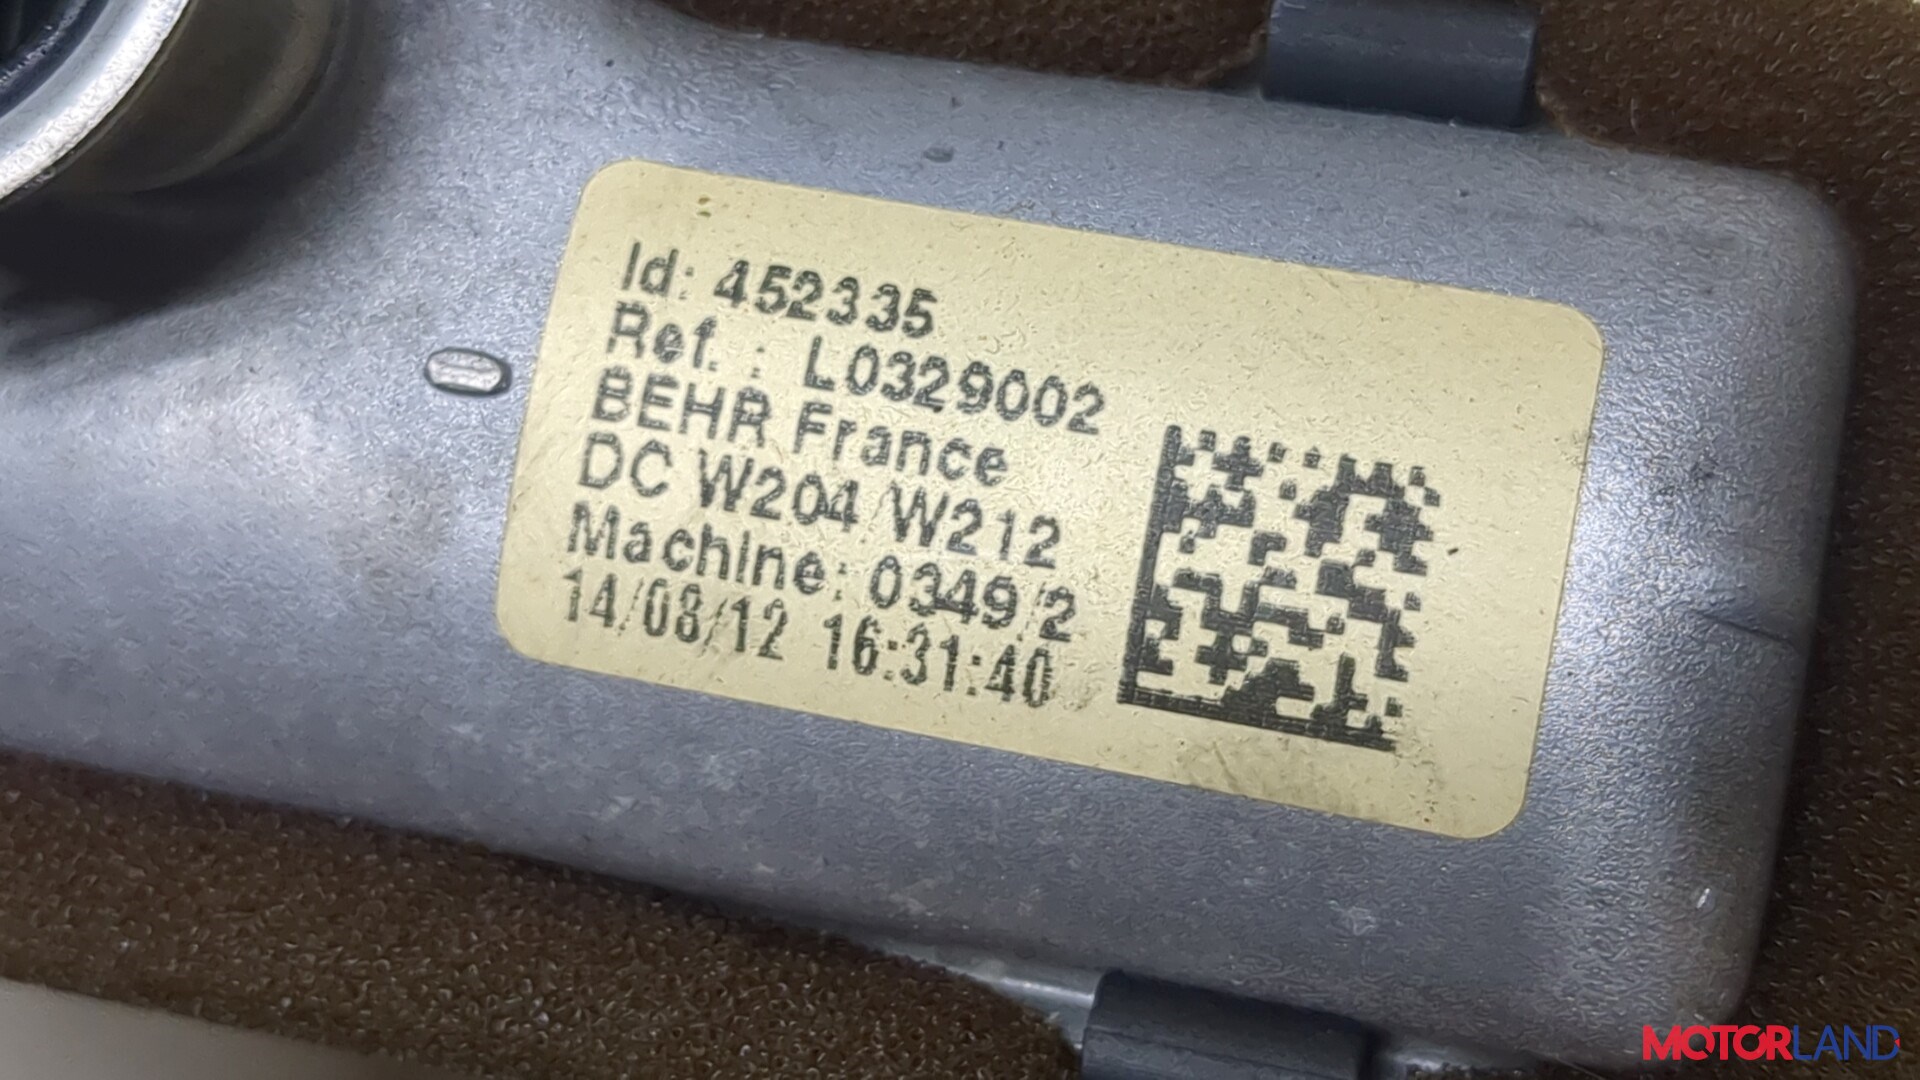 Id: 452335
Ref. : L0329002
BEHR France
DC W204/W212
Machine: 0349/2
14/08/12 16:31:40
MOTORLAND